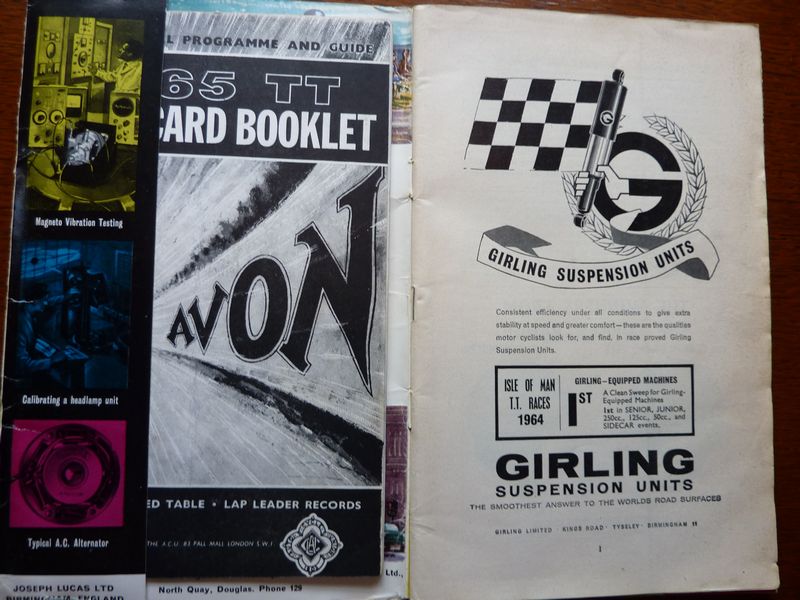 Magneto Vibration Testing
Calibrating a headlamp unit
Typical A.C. Alternator
JOSEPH LUCAS LTD
BIRMINGHAM, ENGLAND
L PROGRAMME AND GUIDE
65 TT
CARD BOOKLET
AVON
ED TABLE • LAP LEADER RECORDS
THE A.C.U. 83 PALL MALL LONDON S.W.1
Ltd.,
North Quay, Douglas. Phone 129
G
G
GIRLING SUSPENSION UNITS
Consistent efficiency under all conditions to give extra
stability at speed and greater comfort—these are the qualities
motor cyclists look for, and find, in race proved Girling
Suspension Units.
ISLE OF MAN
T.T. RACES
1964
GIRLING—EQUIPPED MACHINES
1ST
A Clean Sweep for Girling-
Equipped Machines
1st in SENIOR, JUNIOR,
250cc., 125cc., 50cc., and
SIDECAR events.
GIRLING
SUSPENSION UNITS
THE SMOOTHEST ANSWER TO THE WORLDS ROAD SURFACES
GIRLING LIMITED · KINGS ROAD · TYSELEY · BIRMINGHAM 11
1